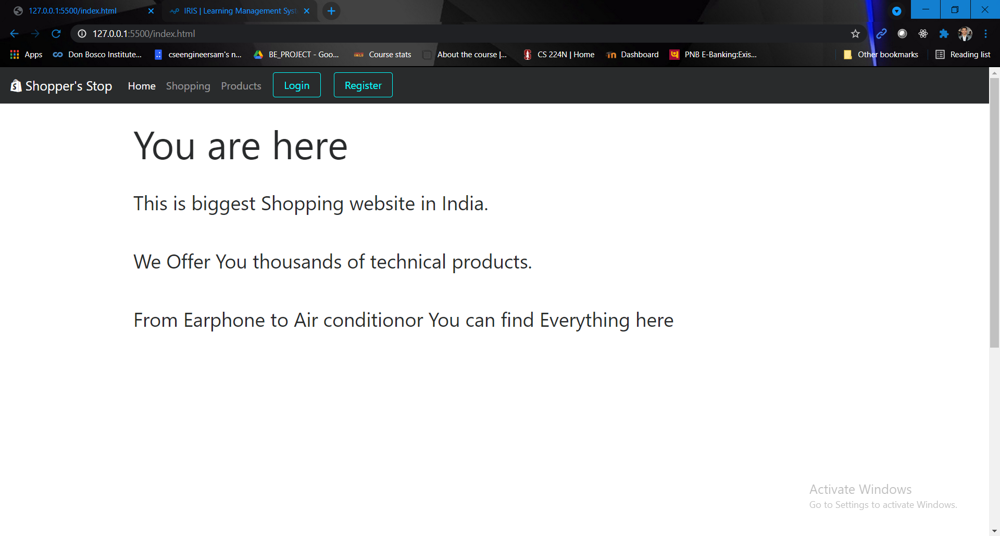 127.0.0.1:5500/index.html
IRIS | Learning Management Syst
127.0.0.1:5500/index.html
Apps Don Bosco Institute... cseengineersam's n... BE_PROJECT - Goo... Course stats About the course |... CS 224N | Home Dashboard PNB E-Banking:Exis... Other bookmarks Reading list
Shopper's Stop Home Shopping Products Login Register
You are here
This is biggest Shopping website in India.
We Offer You thousands of technical products.
From Earphone to Air conditionor You can find Everything here
Activate Windows
Go to Settings to activate Windows.